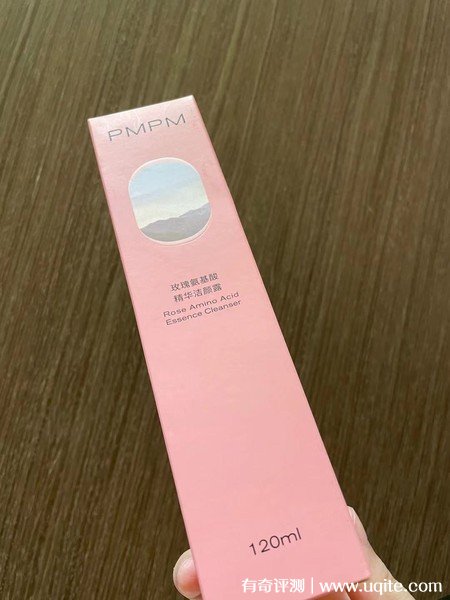 PMPM
玫瑰氨基酸
精华洁颜露
Rose Amino Acid
Essence Cleanser
120ml
有奇评测 | www.uqite.com